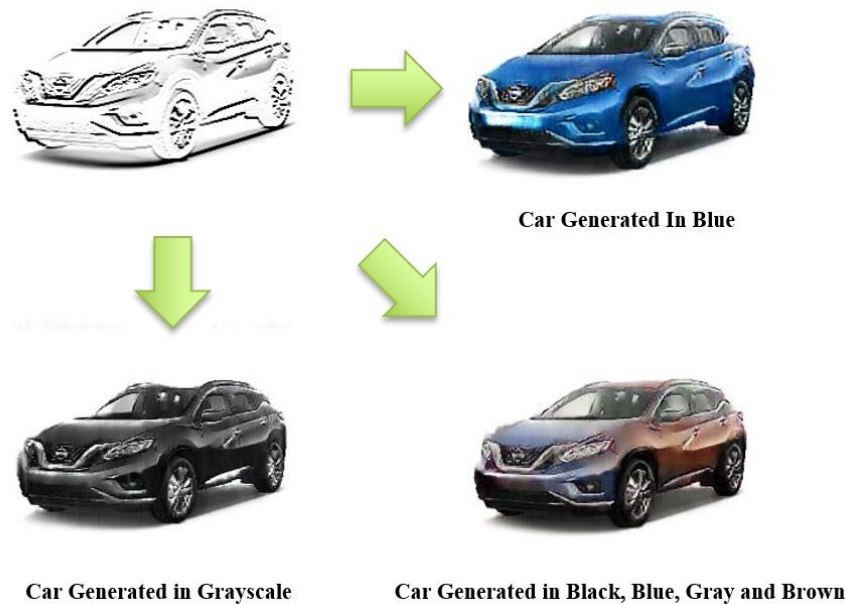 Car Generated In Blue
Car Generated in Grayscale
Car Generated in Black, Blue, Gray and Brown